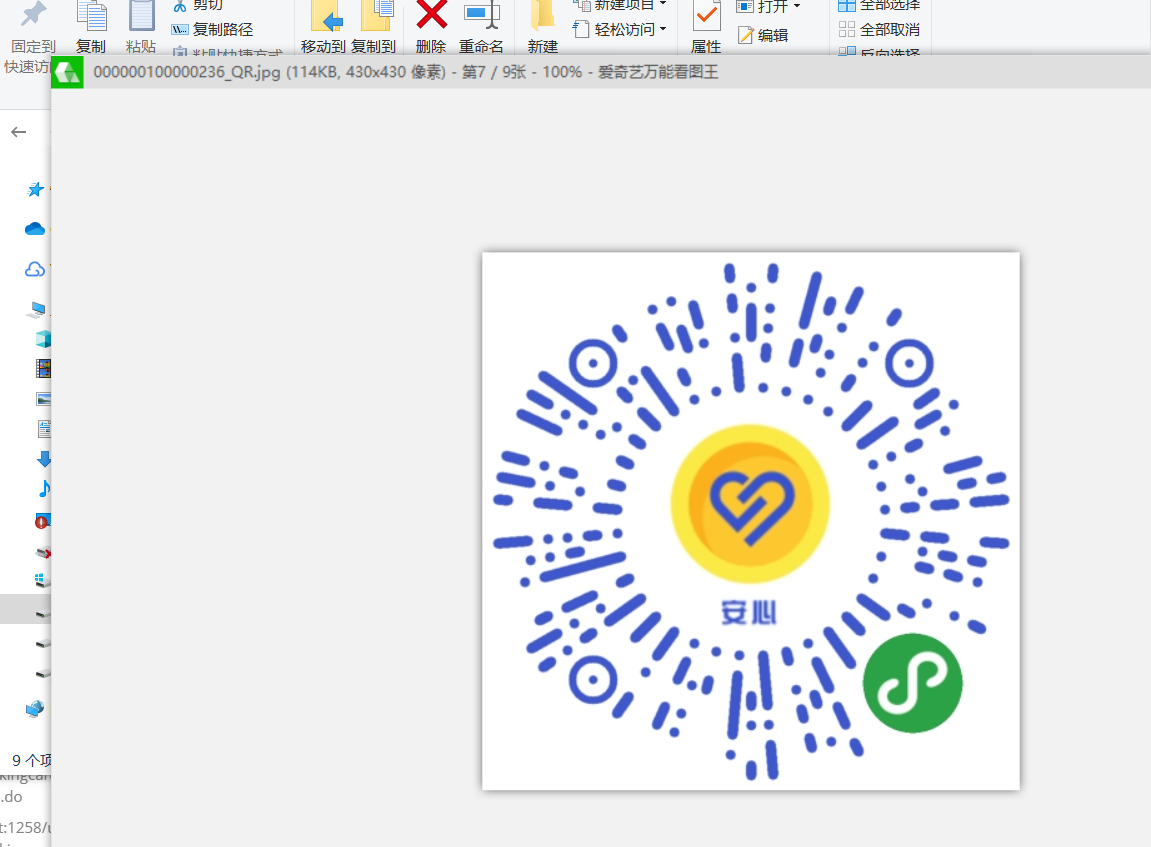 剪切
新建项目
打开
全部选择
复制路径
轻松访问
编辑
全部取消
粘贴快捷方式
反向选择
固定到
快速访
复制
粘贴
移动到
复制到
删除
重命名
新建
属性
000000100000236_QR.jpg (114KB, 430x430 像素) - 第7 / 9张 - 100% - 爱奇艺万能看图王
安心
9 个项
kingcar
.do
t:1258/u